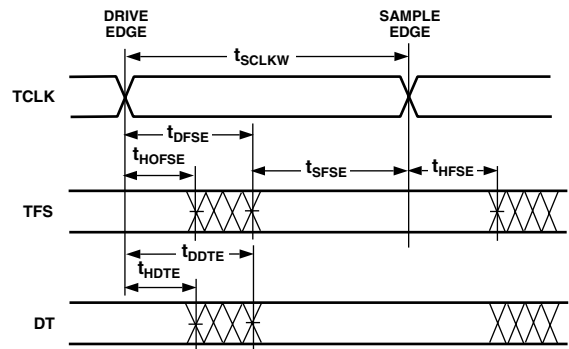 DRIVE EDGE
SAMPLE EDGE
tSCLKW
TCLK
tDFSE
tHOFSE
tSFSE
tHFSE
TFS
tDDTE
tHDTE
DT